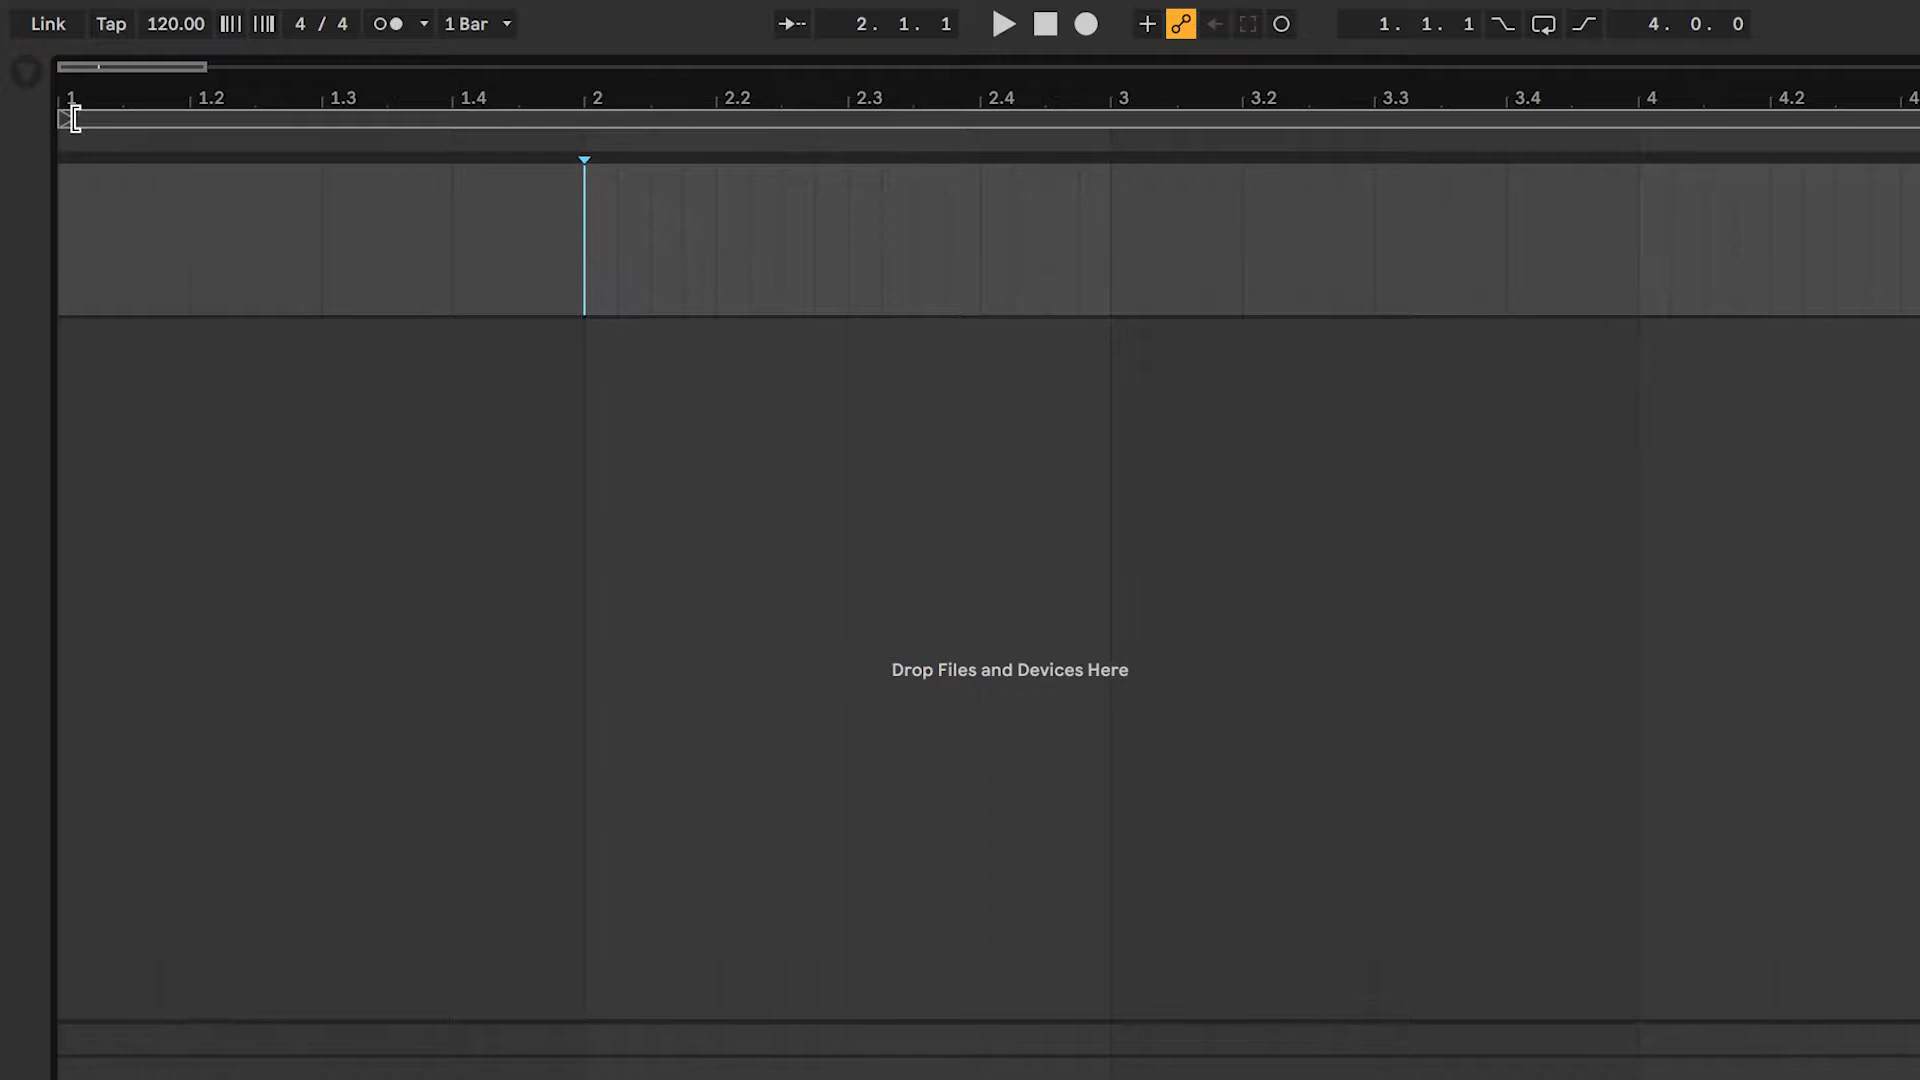 Link Tap 120.00 4 / 4 1 Bar 2. 1. 1 1. 1. 1 4. 0. 0
1 1.2 1.3 1.4 2 2.2 2.3 2.4 3 3.2 3.3 3.4 4 4.2 4
Drop Files and Devices Here